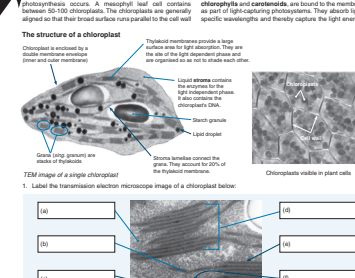 photosynthesis occurs. A mesophyll leaf cell contains
between 50-100 chloroplasts. The chloroplasts are generally
aligned so that their broad surface runs parallel to the cell wall
chlorophylls and carotenoids, are bound to the memb
as part of light-capturing photosystems. They absorb li
specific wavelengths and thereby capture the light ener
The structure of a chloroplast
Chloroplast is enclosed by a
double membrane envelope
(inner and outer membrane)
Thylakoid membranes provide a large
surface area for light absorption. They are
the site of the light dependent phase and
are organised so as not to shade each other.
Liquid stroma contains
the enzymes for the
light independent phase.
It also contains the
chloroplast's DNA.
Starch granule
Lipid droplet
Grana (sing: granum) are
stacks of thylakoids
Stroma lamellae connect the
grana. They account for 20% of
the thylakoid membrane.
TEM image of a single chloroplast
Chloroplasts
Cell wall
Chloroplasts visible in plant cells
1. Label the transmission electron microscope image of a chloroplast below:
(a)
(b)
(d)
(e)